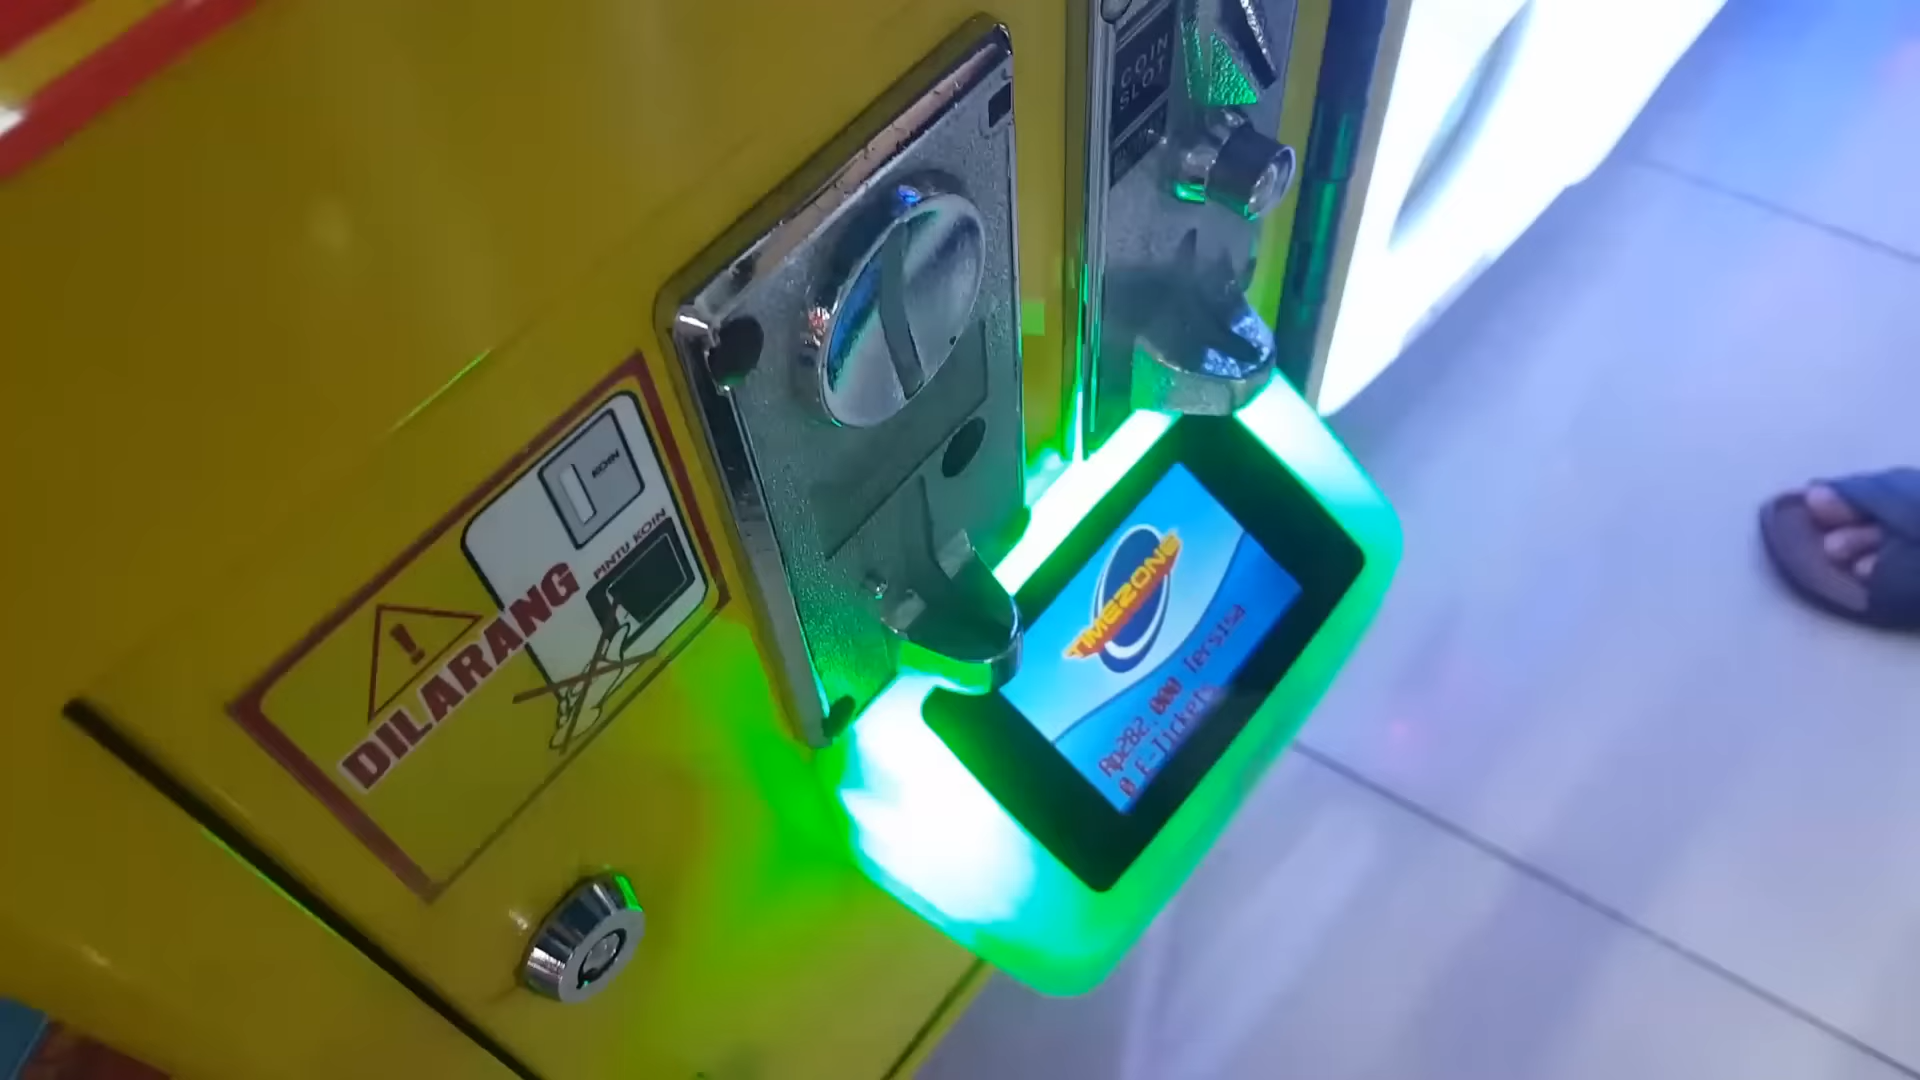 COIN
SLOT
KOIN
PINTU KOIN
DILARANG
TIMEZONE
Rp282.000 Tersisa
0 E-Tickets